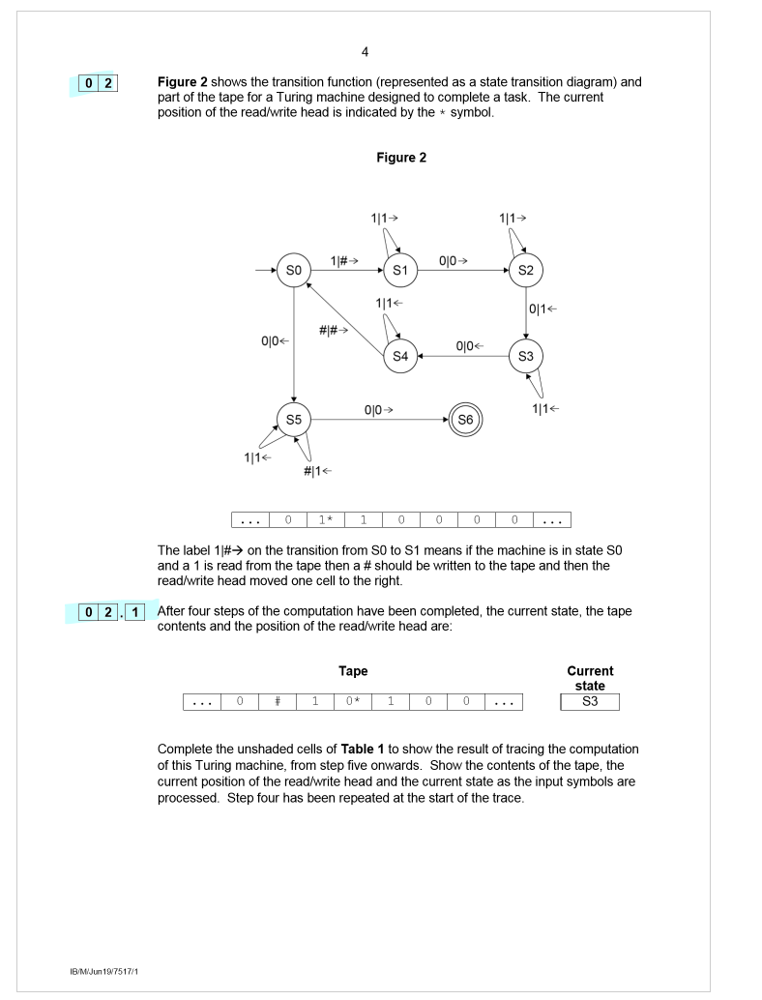 4
0 2
Figure 2 shows the transition function (represented as a state transition diagram) and
part of the tape for a Turing machine designed to complete a task. The current
position of the read/write head is indicated by the * symbol.
Figure 2
1|1→ 1|1→
S0 1|#→ S1 0|0→ S2
1|1←
0|1←
#|#→
0|0← S4 0|0← S3
1|1←
S5 0|0→ S6
1|1←
#|1←
... 0 1* 1 0 0 0 0 ...
The label 1|#→ on the transition from S0 to S1 means if the machine is in state S0
and a 1 is read from the tape then a # should be written to the tape and then the
read/write head moved one cell to the right.
0 2 . 1 After four steps of the computation have been completed, the current state, the tape
contents and the position of the read/write head are:
Tape Current
state
... 0 # 1 0* 1 0 0 ... S3
Complete the unshaded cells of Table 1 to show the result of tracing the computation
of this Turing machine, from step five onwards. Show the contents of the tape, the
current position of the read/write head and the current state as the input symbols are
processed. Step four has been repeated at the start of the trace.
IB/M/Jun19/7517/1